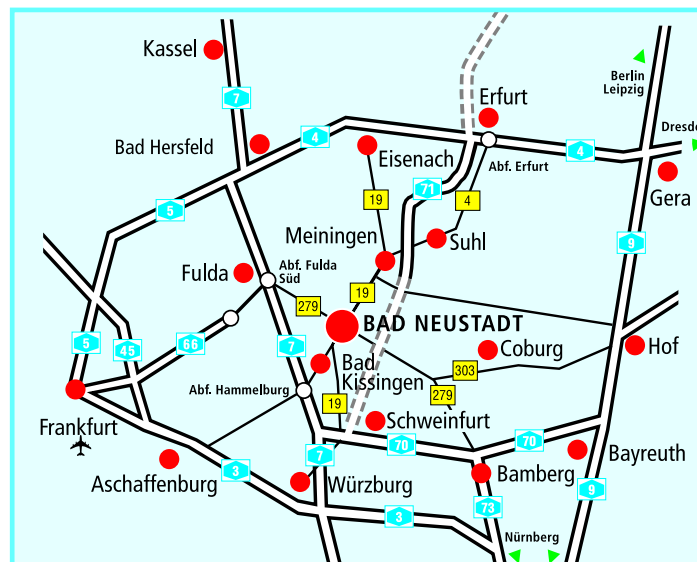 Kassel
7
Berlin
Leipzig
Erfurt
Dresde
Bad Hersfeld
4
Eisenach
Abf. Erfurt
4
Gera
71
19
4
5
Meiningen
Suhl
9
Fulda
Abf. Fulda
Süd
279
19
BAD NEUSTADT
5
45
66
7
Coburg
Hof
303
Bad
Kissingen
Abf. Hammelburg
279
19
Schweinfurt
Frankfurt
70
70
Aschaffenburg
3
7
Würzburg
Bamberg
Bayreuth
9
73
3
Nürnberg